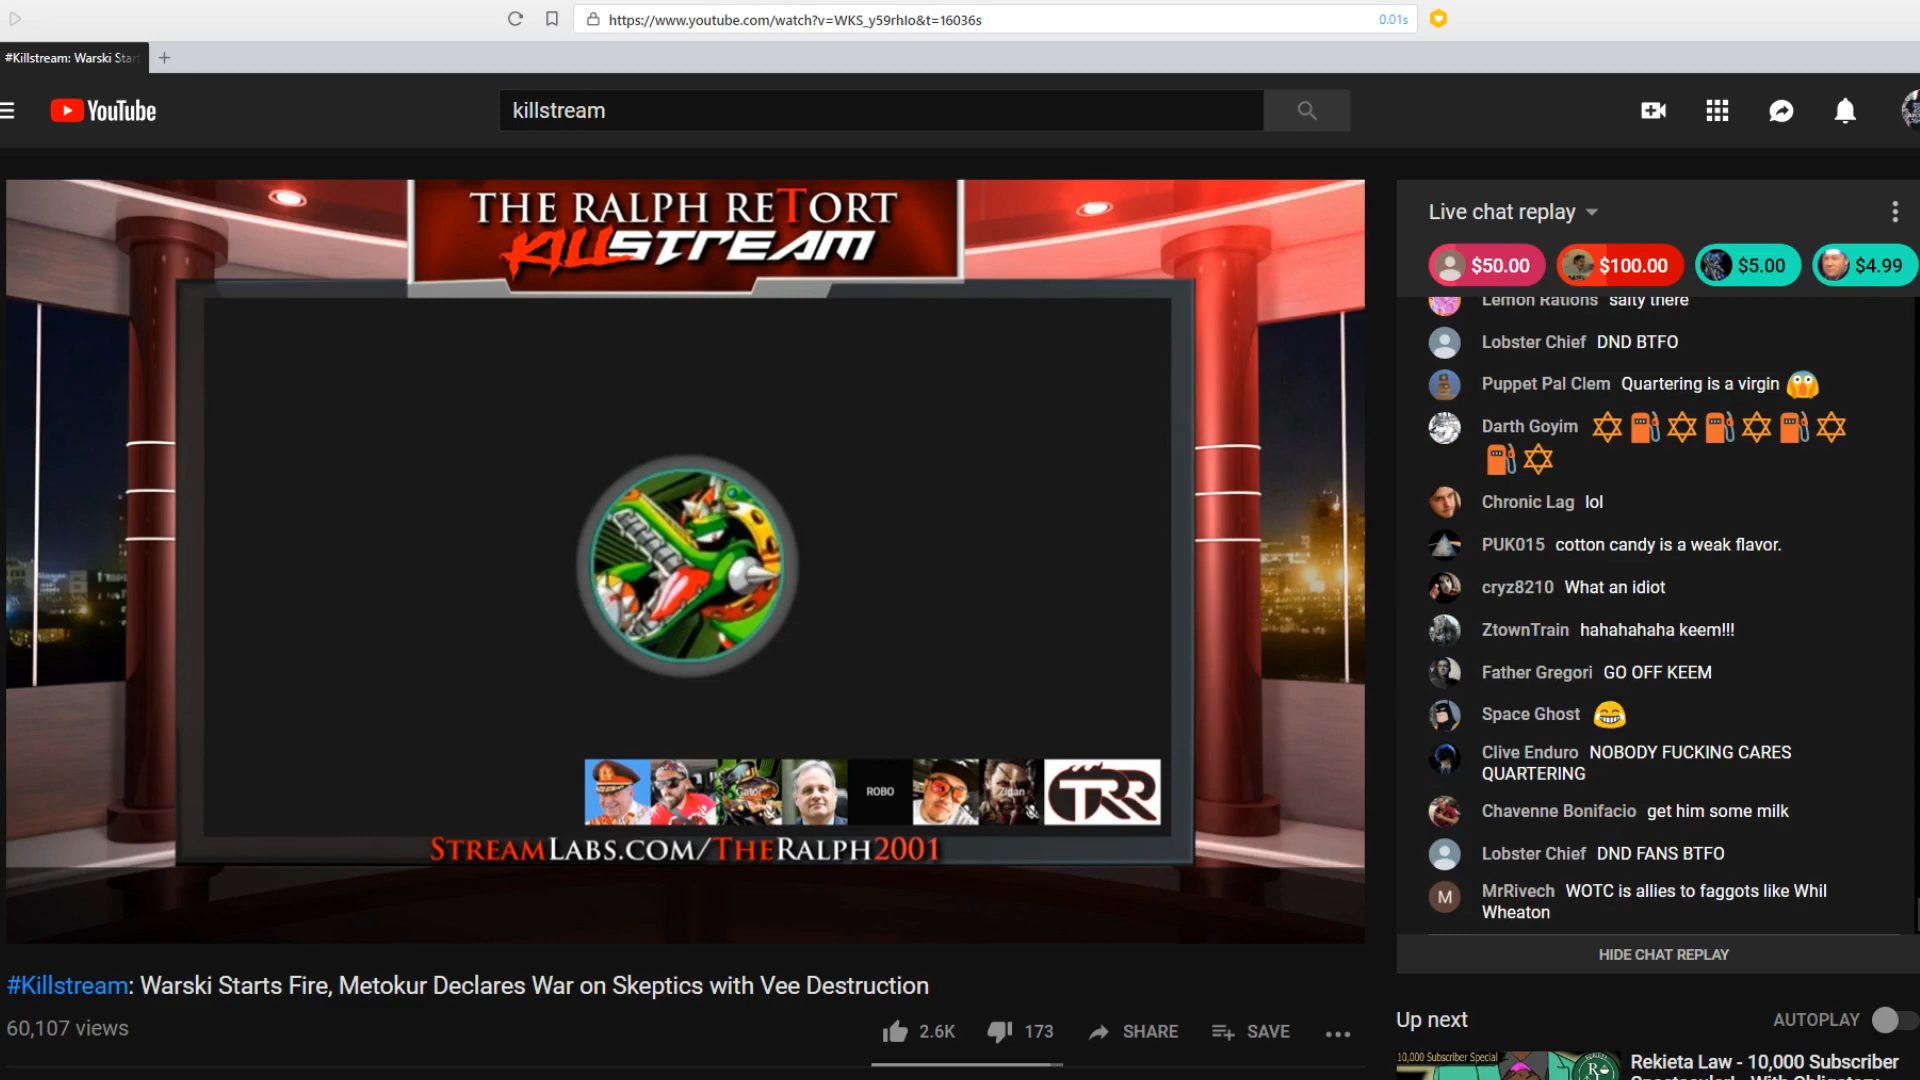 https://www.youtube.com/watch?v=WKS_y59rhIo&t=16036s
0.01s
#Killstream: Warski Star
YouTube
killstream
THE RALPH RETORT
KILLSTREAM
Gator
ROBO
Zidan
TRR
STREAMLABS.COM/THERALPH2001
Live chat replay
$50.00
$100.00
$5.00
$4.99
Lemon Rations salty there
Lobster Chief DND BTFO
Puppet Pal Clem Quartering is a virgin 😱
Darth Goyim ✡⛽✡⛽✡⛽✡
⛽✡
Chronic Lag lol
PUK015 cotton candy is a weak flavor.
cryz8210 What an idiot
ZtownTrain hahahahaha keem!!!
Father Gregori GO OFF KEEM
Space Ghost 😂
Clive Enduro NOBODY FUCKING CARES
QUARTERING
Chavenne Bonifacio get him some milk
Lobster Chief DND FANS BTFO
M
MrRivech WOTC is allies to faggots like Whil
Wheaton
HIDE CHAT REPLAY
#Killstream: Warski Starts Fire, Metokur Declares War on Skeptics with Vee Destruction
60,107 views
2.6K
173
SHARE
SAVE
Up next
AUTOPLAY
10,000 Subscriber Special
Rekieta Law - 10,000 Subscriber